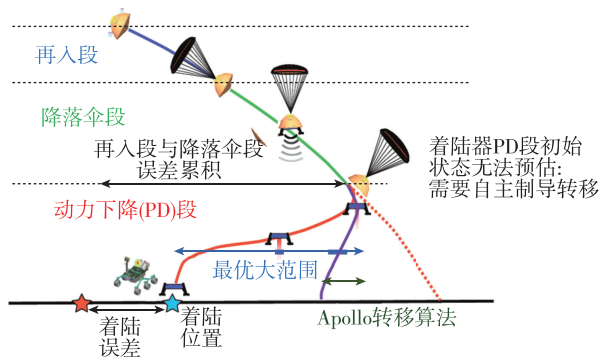 再入段
降落伞段
再入段与降落伞段
误差累积
着陆器PD段初始
状态无法预估:
需要自主制导转移
动力下降(PD)段
最优大范围
着陆
误差
着陆
位置
Apollo转移算法